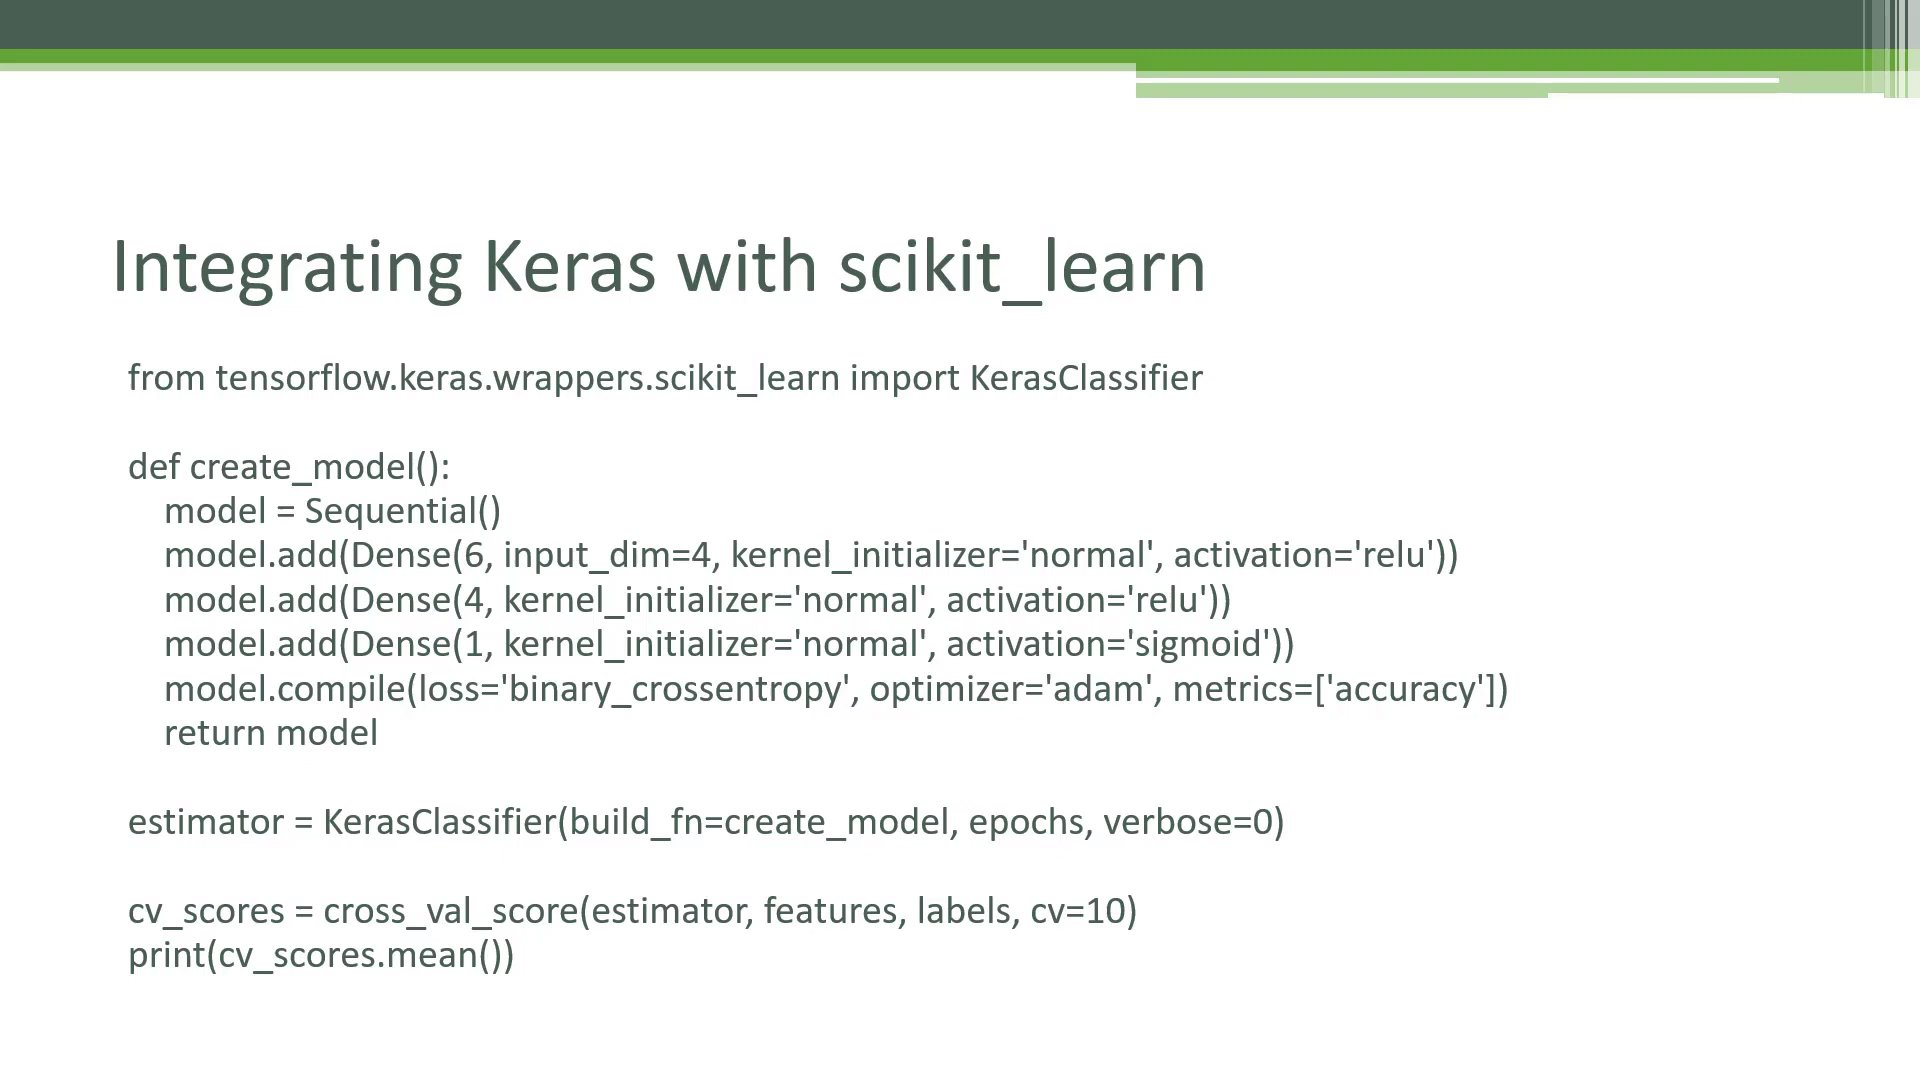 Integrating Keras with scikit_learn
from tensorflow.keras.wrappers.scikit_learn import KerasClassifier
def create_model():
model = Sequential()
model.add(Dense(6, input_dim=4, kernel_initializer='normal', activation='relu'))
model.add(Dense(4, kernel_initializer='normal', activation='relu'))
model.add(Dense(1, kernel_initializer='normal', activation='sigmoid'))
model.compile(loss='binary_crossentropy', optimizer='adam', metrics=['accuracy'])
return model
estimator = KerasClassifier(build_fn=create_model, epochs, verbose=0)
cv_scores = cross_val_score(estimator, features, labels, cv=10)
print(cv_scores.mean())